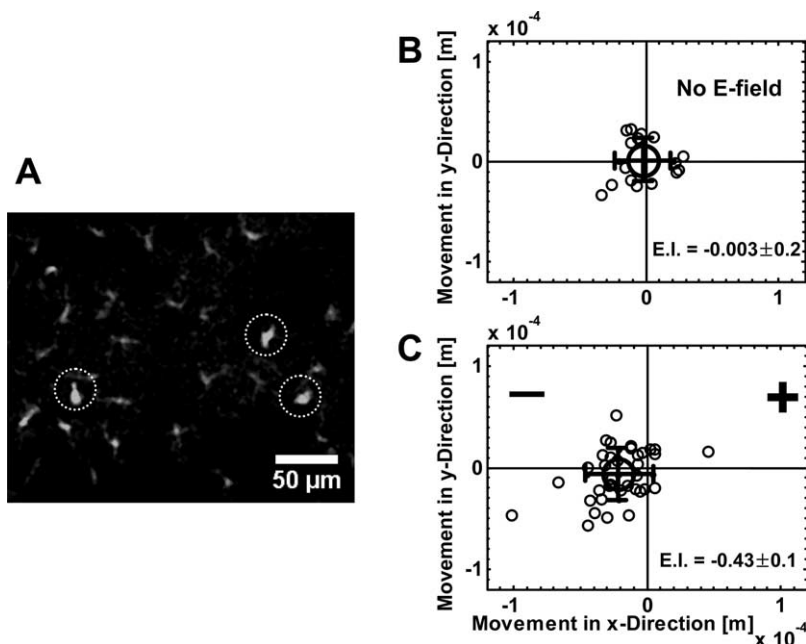 A
50 μm
B
x 10⁻⁴
Movement in y-Direction [m]
1
0
-1
No E-field
E.I. = -0.003±0.2
-1
0
1
x 10⁻⁴
C
x 10⁻⁴
Movement in y-Direction [m]
1
0
-1
−
+
E.I. = -0.43±0.1
-1
0
1
Movement in x-Direction [m]
x 10⁻⁴